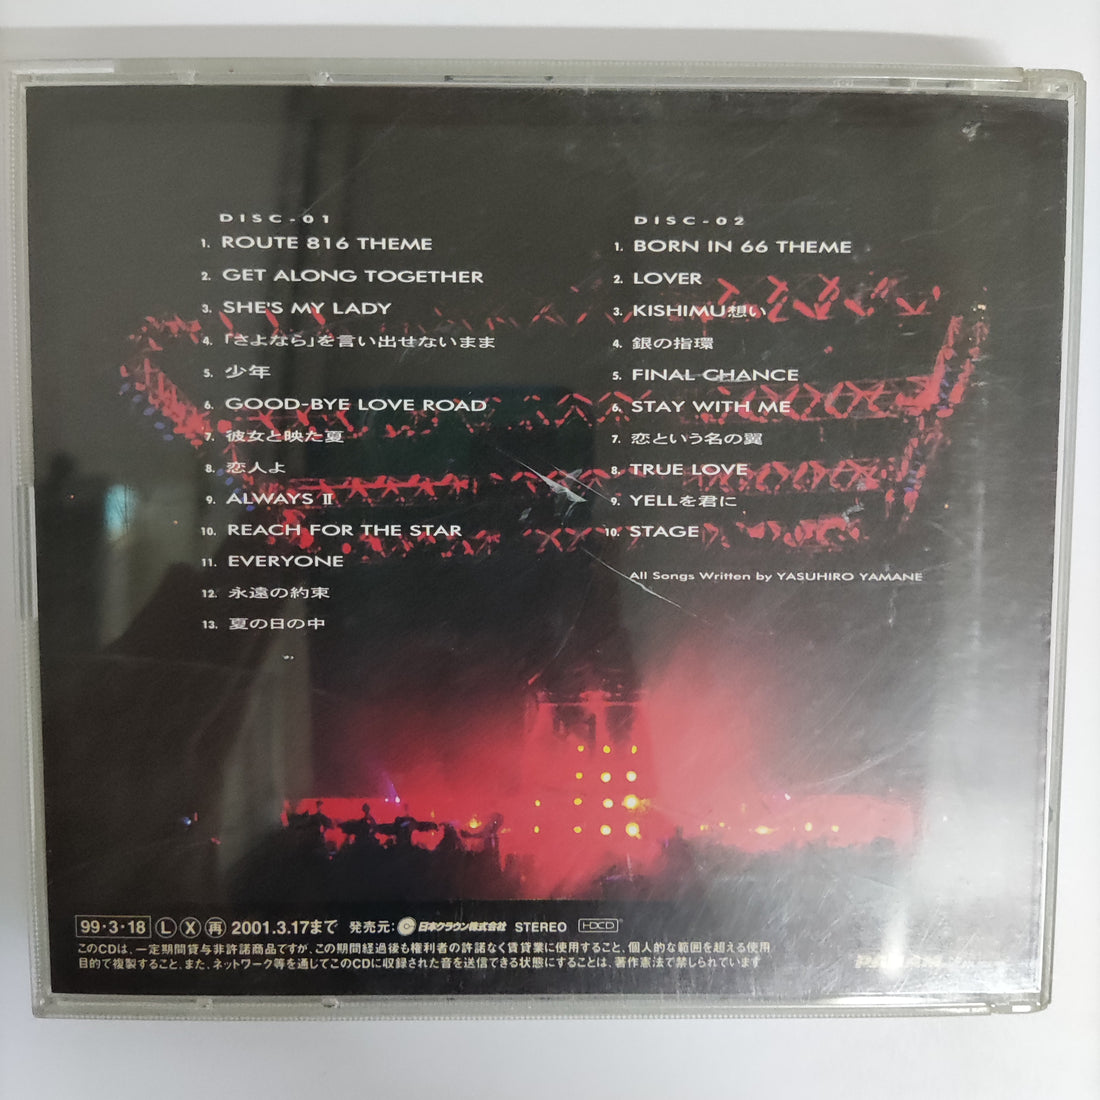 DISC-01
1. ROUTE 816 THEME
2. GET ALONG TOGETHER
3. SHE'S MY LADY
4. 「さよなら」を言い出せないまま
5. 少年
6. GOOD-BYE LOVE ROAD
7. 彼女と映た夏
8. 恋人よ
9. ALWAYS Ⅱ
10. REACH FOR THE STAR
11. EVERYONE
12. 永遠の約束
13. 夏の日の中
DISC-02
1. BORN IN 66 THEME
2. LOVER
3. KISHIMU想い
4. 銀の指環
5. FINAL CHANCE
6. STAY WITH ME
7. 恋という名の翼
8. TRUE LOVE
9. YELLを君に
10. STAGE
All Songs Written by YASUHIRO YAMANE
99・3・18 Ⓛ Ⓧ ㊢ 2001.3.17まで 発売元: 日本クラウン株式会社 STEREO HDCD®
このCDは、一定期間貸与非許諾商品ですが、この期間経過後も権利者の許諾なく賃貸業に使用すること、個人的な範囲を超える使用
目的で複製すること、また、ネットワーク等を通じてこのCDに収録された音を送信できる状態にすることは、著作憲法で禁じられています